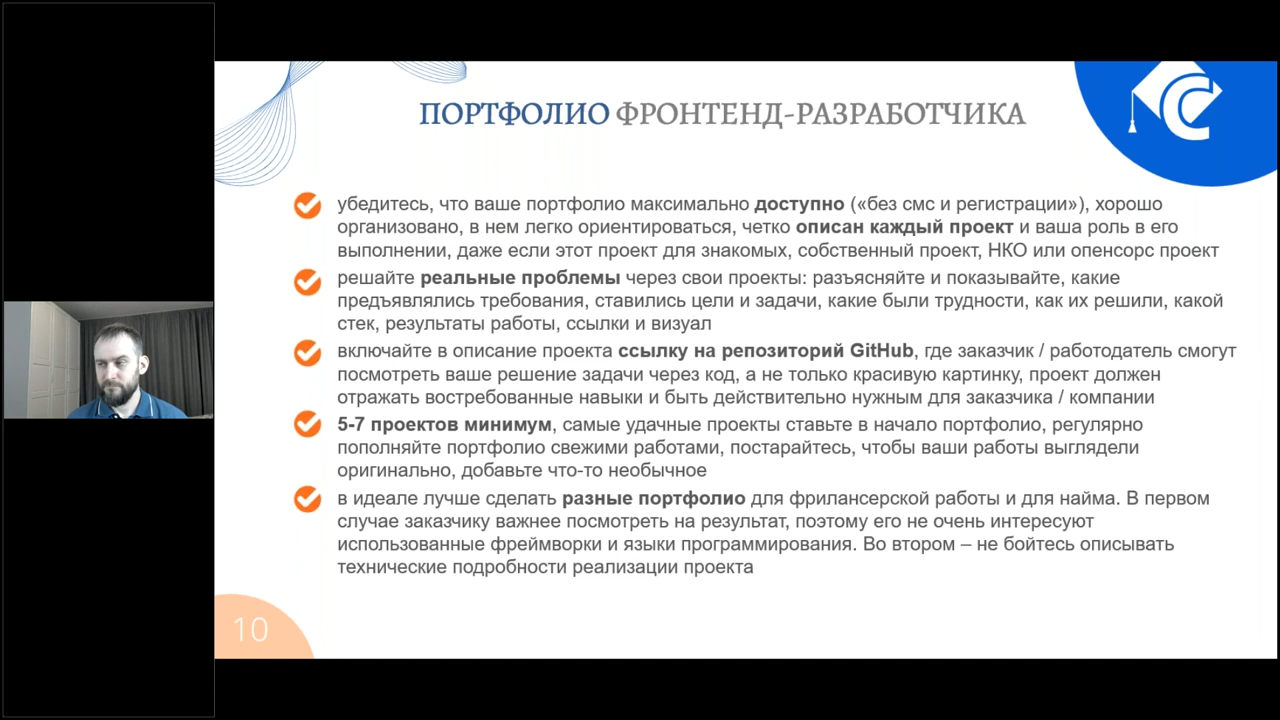 ПОРТФОЛИО ФРОНТЕНД-РАЗРАБОТЧИКА
убедитесь, что ваше портфолио максимально доступно («без смс и регистрации»), хорошо
организовано, в нем легко ориентироваться, четко описан каждый проект и ваша роль в его
выполнении, даже если этот проект для знакомых, собственный проект, НКО или опенсорс проект
решайте реальные проблемы через свои проекты: разъясняйте и показывайте, какие
предъявлялись требования, ставились цели и задачи, какие были трудности, как их решили, какой
стек, результаты работы, ссылки и визуал
включайте в описание проекта ссылку на репозиторий GitHub, где заказчик / работодатель смогут
посмотреть ваше решение задачи через код, а не только красивую картинку, проект должен
отражать востребованные навыки и быть действительно нужным для заказчика / компании
5-7 проектов минимум, самые удачные проекты ставьте в начало портфолио, регулярно
пополняйте портфолио свежими работами, постарайтесь, чтобы ваши работы выглядели
оригинально, добавьте что-то необычное
в идеале лучше сделать разные портфолио для фрилансерской работы и для найма. В первом
случае заказчику важнее посмотреть на результат, поэтому его не очень интересуют
использованные фреймворки и языки программирования. Во втором – не бойтесь описывать
технические подробности реализации проекта
10